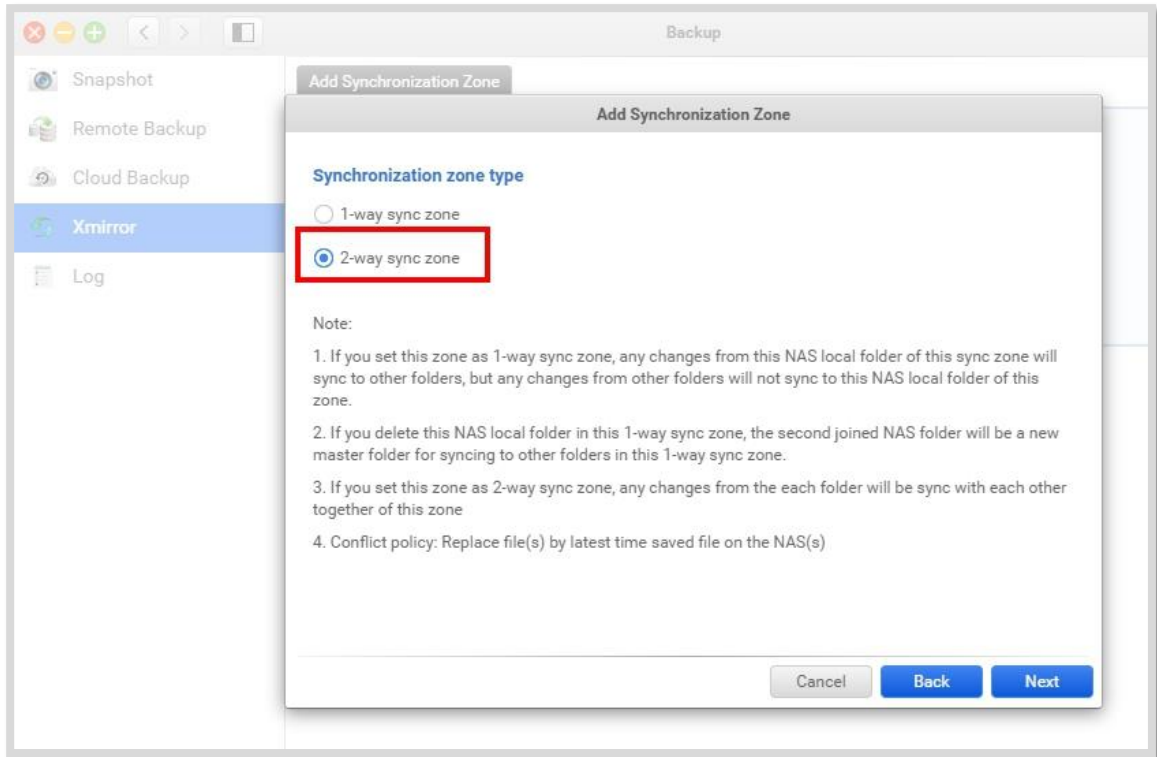 Backup
Snapshot
Remote Backup
Cloud Backup
Xmirror
Log
Add Synchronization Zone
Add Synchronization Zone
Synchronization zone type
1-way sync zone
2-way sync zone
Note:
1. If you set this zone as 1-way sync zone, any changes from this NAS local folder of this sync zone will
sync to other folders, but any changes from other folders will not sync to this NAS local folder of this
zone.
2. If you delete this NAS local folder in this 1-way sync zone, the second joined NAS folder will be a new
master folder for syncing to other folders in this 1-way sync zone.
3. If you set this zone as 2-way sync zone, any changes from the each folder will be sync with each other
together of this zone
4. Conflict policy: Replace file(s) by latest time saved file on the NAS(s)
Cancel
Back
Next